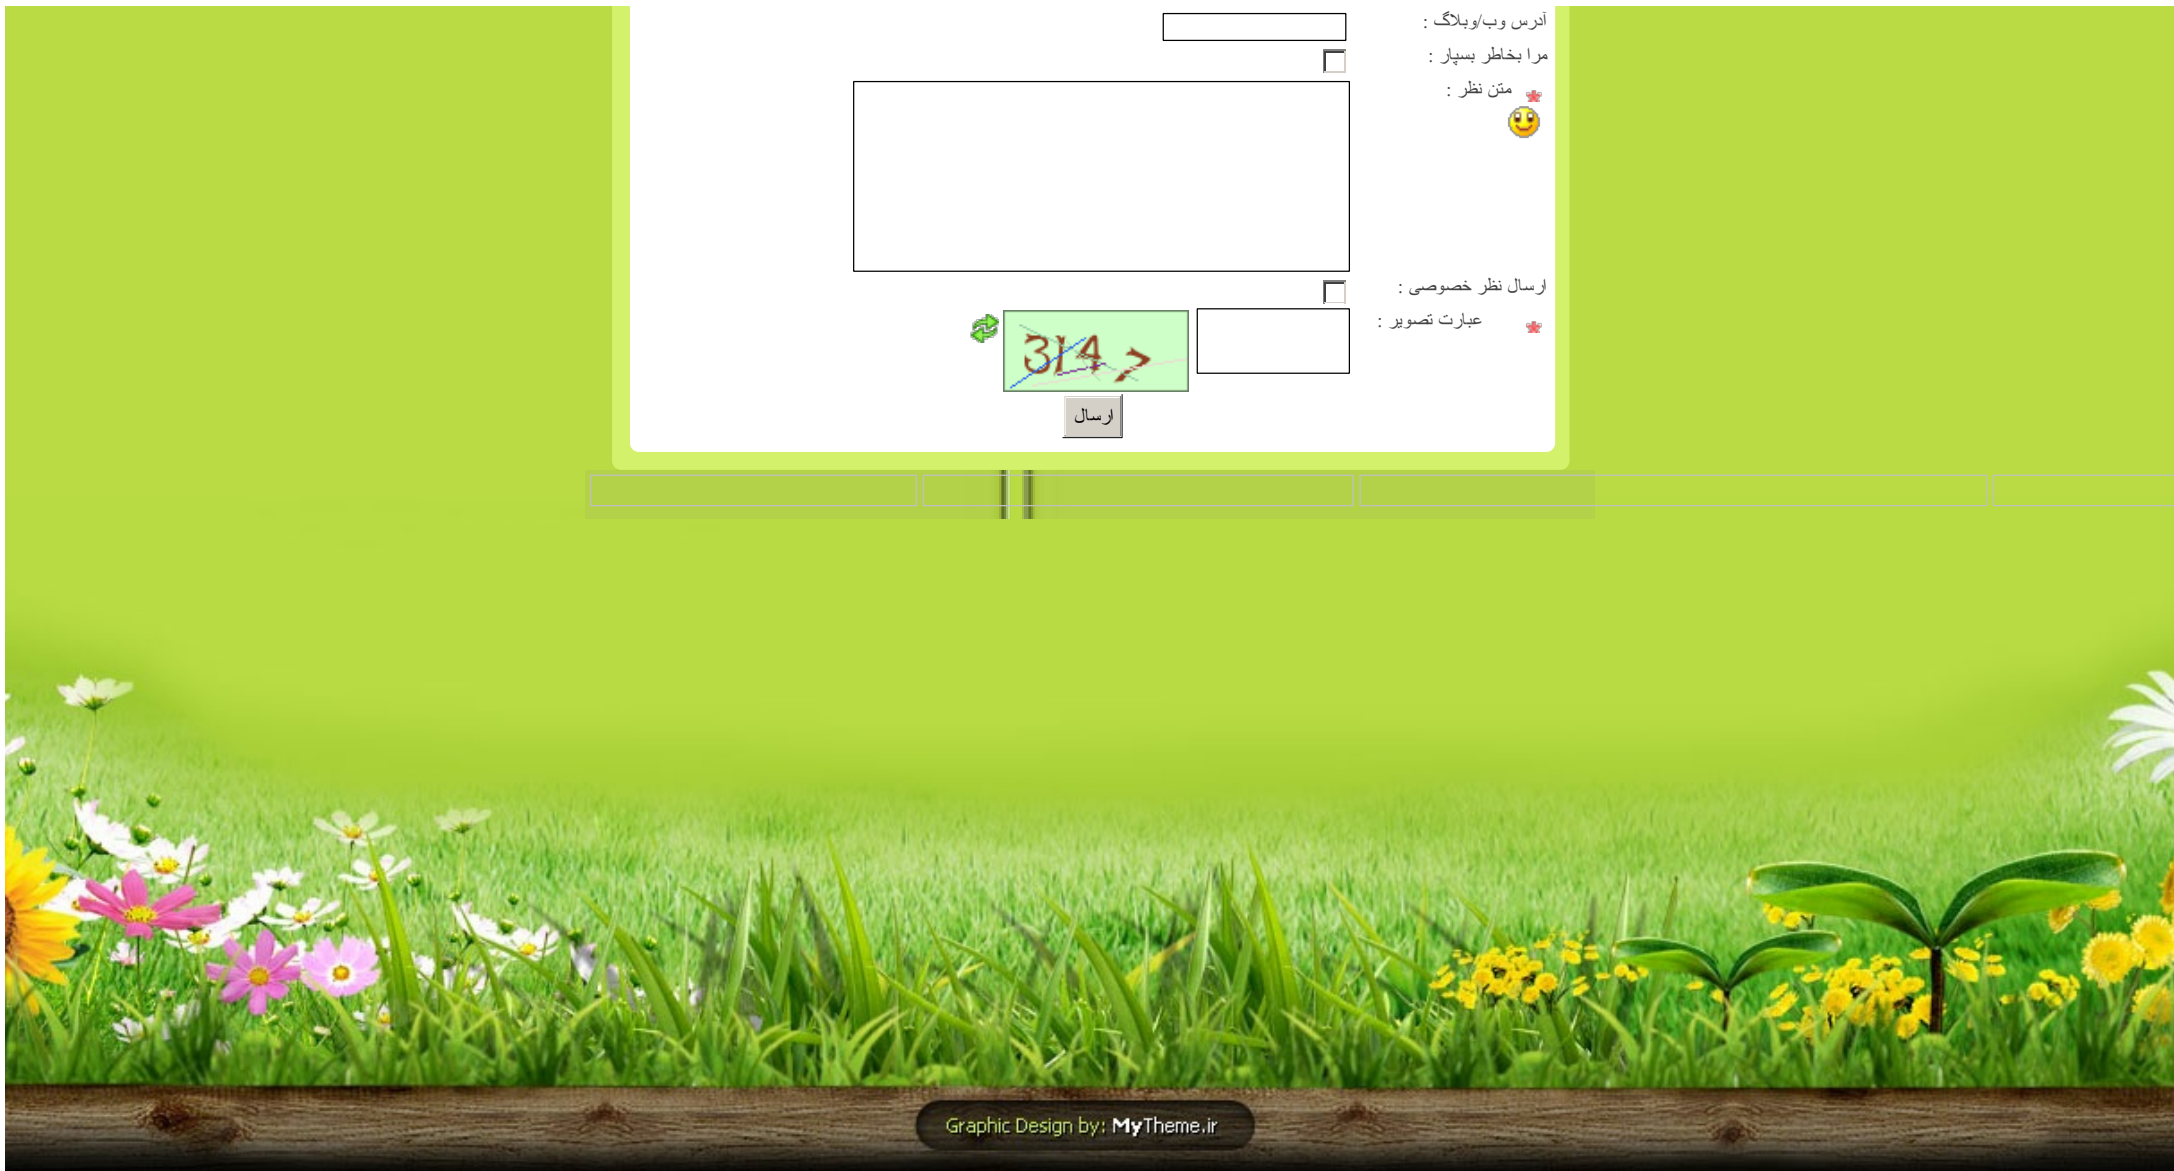 آدرس وب/وبلاگ :
مرا بخاطر بسپار :
متن نظر :
ارسال نظر خصوصی :
عبارت تصویر :
ارسال
Graphic Design by: MyTheme.ir